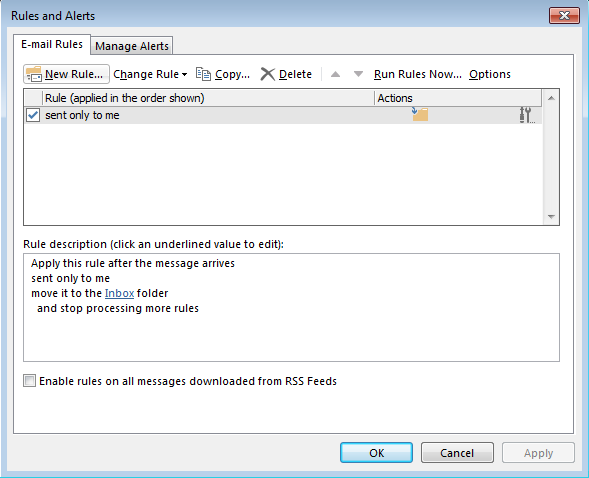 Rules and Alerts
E-mail Rules Manage Alerts
New Rule... Change Rule Copy... Delete Run Rules Now... Options
Rule (applied in the order shown) Actions
sent only to me
Rule description (click an underlined value to edit):
Apply this rule after the message arrives
sent only to me
move it to the Inbox folder
and stop processing more rules
Enable rules on all messages downloaded from RSS Feeds
OK Cancel Apply